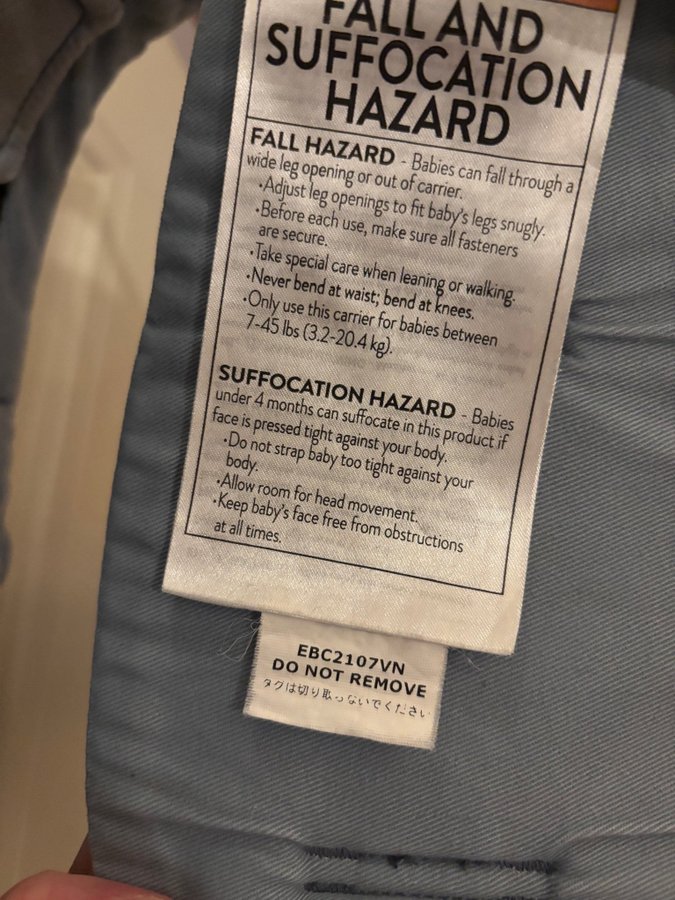 FALL AND
SUFFOCATION
HAZARD
FALL HAZARD - Babies can fall through a
wide leg opening or out of carrier.
·Adjust leg openings to fit baby's legs snugly.
·Before each use, make sure all fasteners
are secure.
·Take special care when leaning or walking.
·Never bend at waist; bend at knees.
·Only use this carrier for babies between
7-45 lbs (3.2-20.4 kg).
SUFFOCATION HAZARD - Babies
under 4 months can suffocate in this product if
face is pressed tight against your body.
·Do not strap baby too tight against your
body.
·Allow room for head movement.
·Keep baby's face free from obstructions
at all times.
EBC2107VN
DO NOT REMOVE
タグは切り取らないでください